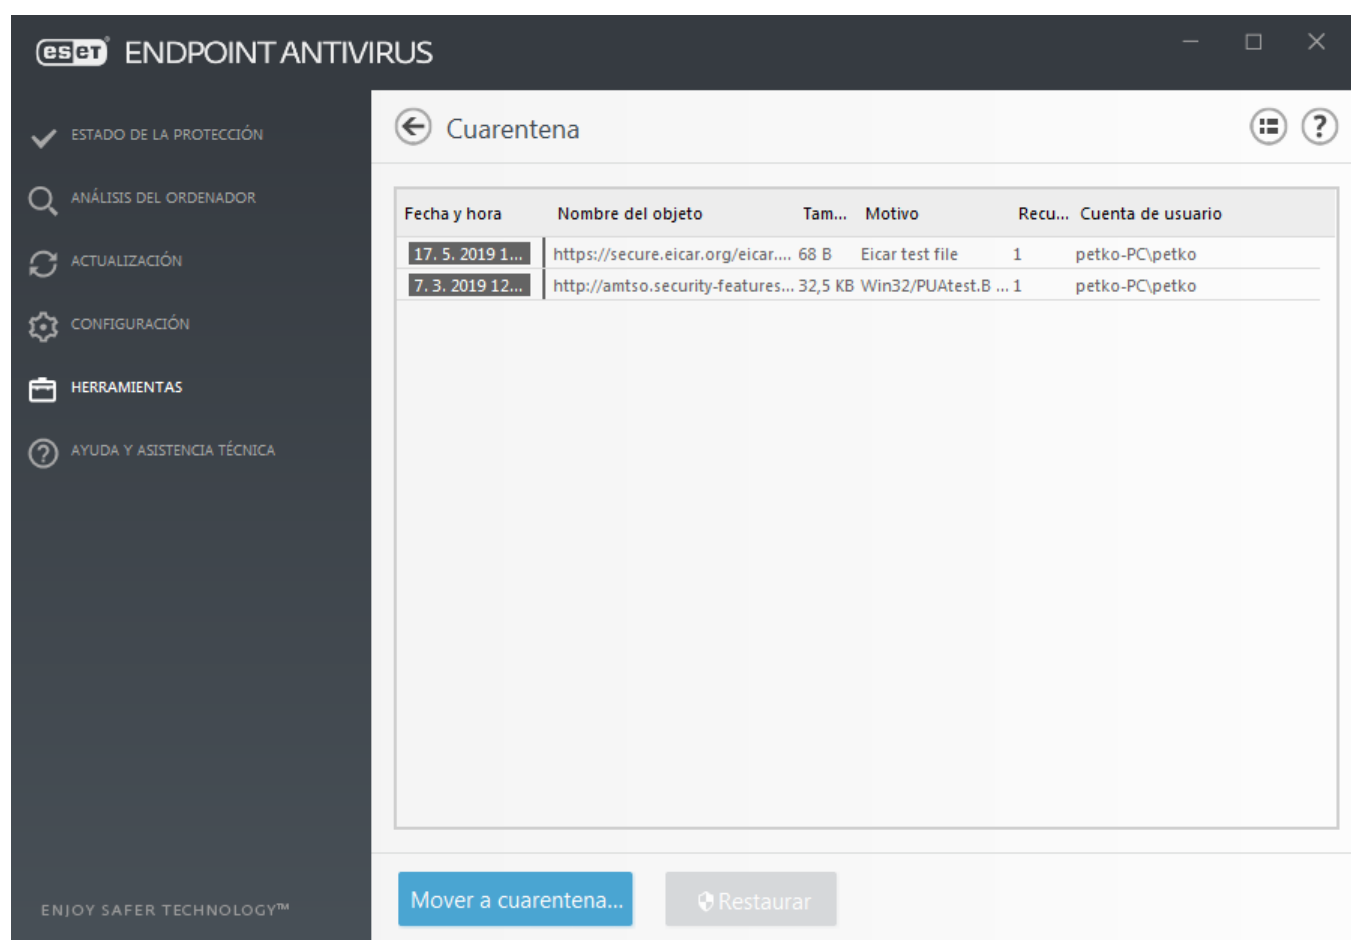 eset ENDPOINT ANTIVIRUS
ESTADO DE LA PROTECCIÓN
ANÁLISIS DEL ORDENADOR
ACTUALIZACIÓN
CONFIGURACIÓN
HERRAMIENTAS
AYUDA Y ASISTENCIA TÉCNICA
ENJOY SAFER TECHNOLOGY™
Cuarentena
Fecha y hora Nombre del objeto Tam... Motivo Recu... Cuenta de usuario
17. 5. 2019 1... https://secure.eicar.org/eicar.... 68 B Eicar test file 1 petko-PC\petko
7. 3. 2019 12... http://amtso.security-features... 32,5 KB Win32/PUAtest.B ... 1 petko-PC\petko
Mover a cuarentena... Restaurar